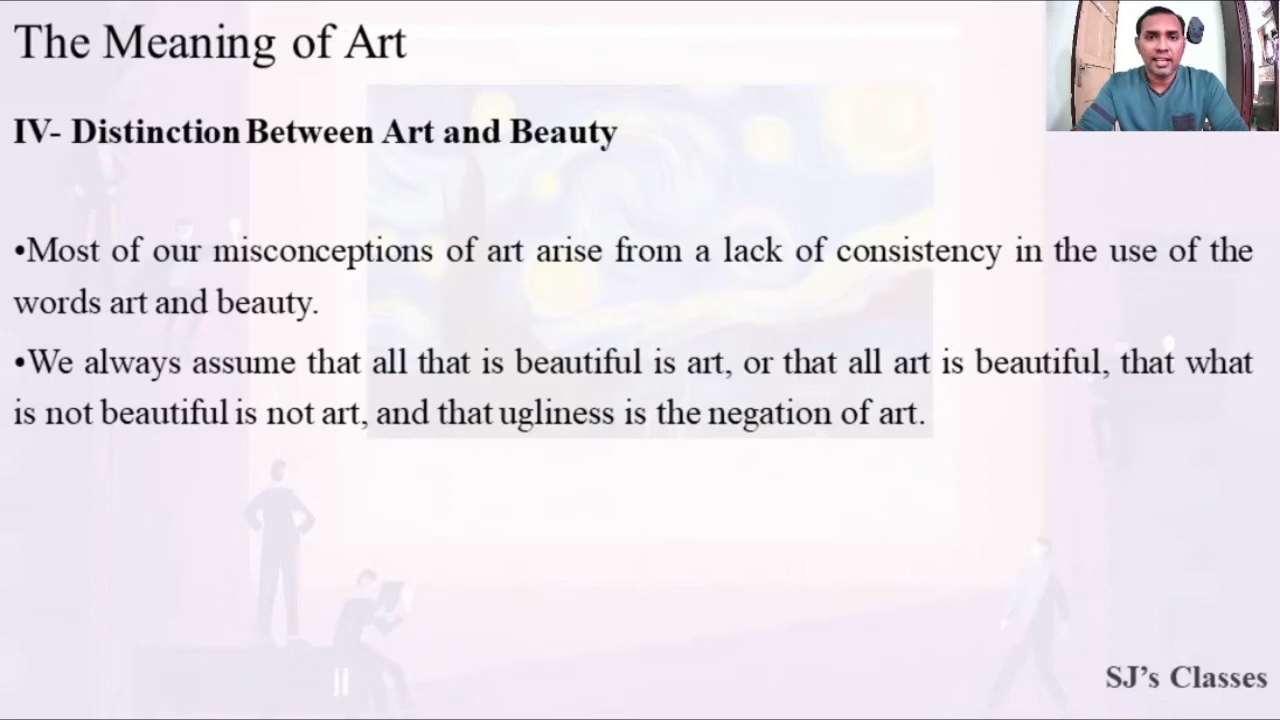 The Meaning of Art
IV- Distinction Between Art and Beauty
•Most of our misconceptions of art arise from a lack of consistency in the use of the
words art and beauty.
•We always assume that all that is beautiful is art, or that all art is beautiful, that what
is not beautiful is not art, and that ugliness is the negation of art.
SJ’s Classes